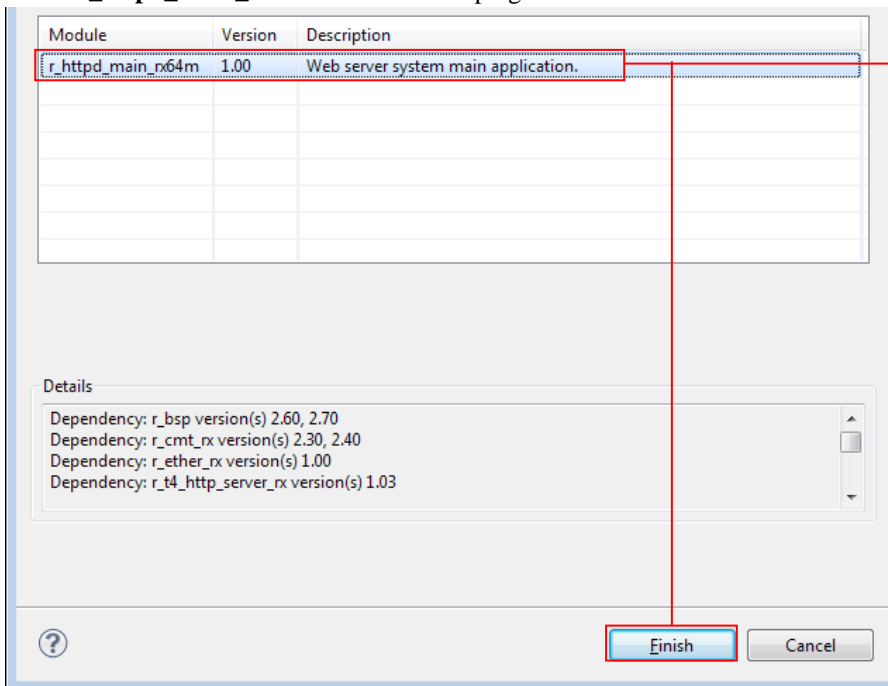 Module Version Description
r_httpd_main_rx64m 1.00 Web server system main application.
Details
Dependency: r_bsp version(s) 2.60, 2.70
Dependency: r_cmt_rx version(s) 2.30, 2.40
Dependency: r_ether_rx version(s) 1.00
Dependency: r_t4_http_server_rx version(s) 1.03
? Finish Cancel